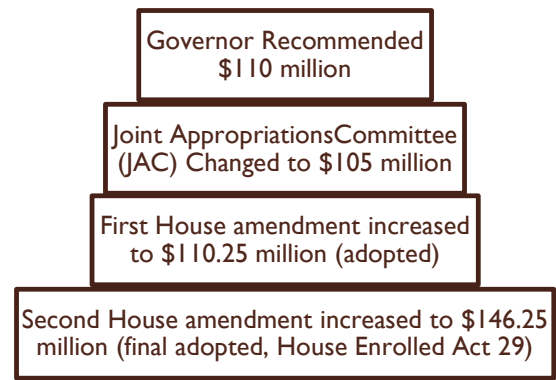 Governor Recommended
$110 million
Joint AppropriationsCommittee
(JAC) Changed to $105 million
First House amendment increased
to $110.25 million (adopted)
Second House amendment increased to $146.25
million (final adopted, House Enrolled Act 29)